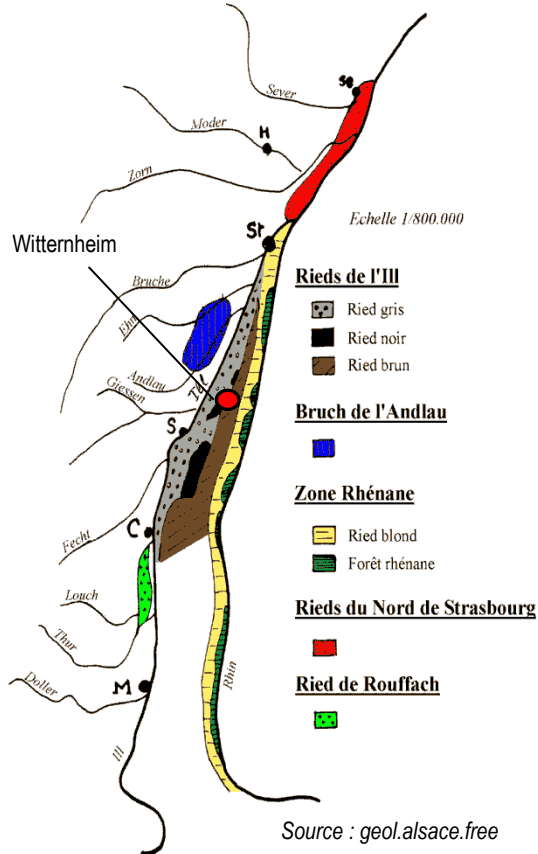 Sever
Se
Moder
H
Zorn
Echelle 1/800.000
St
Witternheim
Bruche
Ehn
Andlau
Giessen
Ill
S
Fecht
C
Louch
Thur
Doller
M
Ill
Rhin
Rieds de l'Ill
Ried gris
Ried noir
Ried brun
Bruch de l'Andlau
Zone Rhénane
Ried blond
Forêt rhénane
Rieds du Nord de Strasbourg
Ried de Rouffach
Source : geol.alsace.free